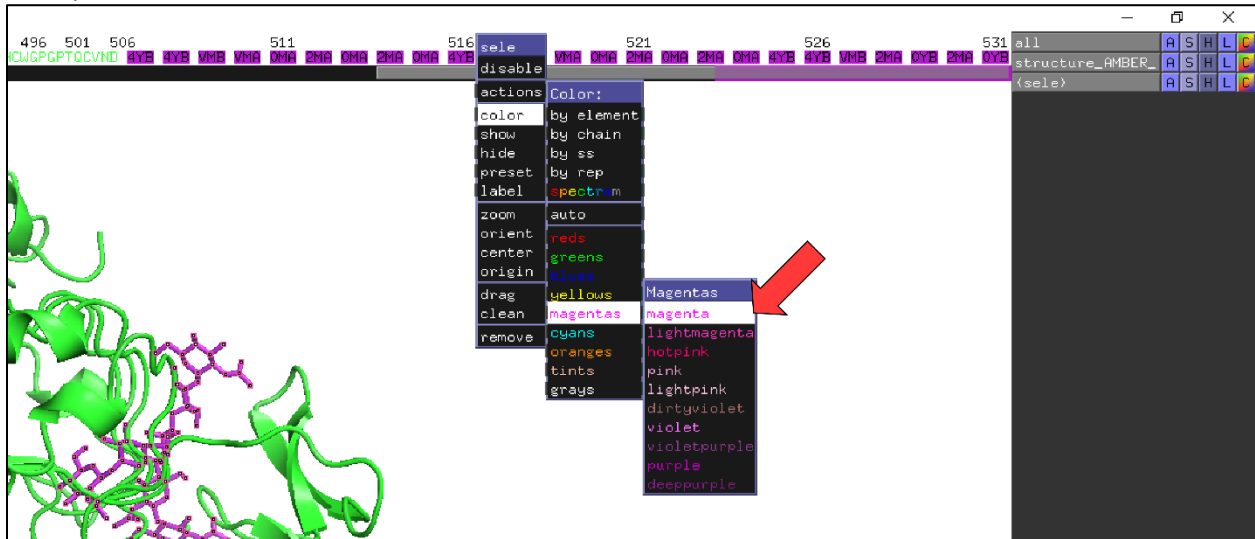 496 501 506 511 516 521 526 531
HCWGPGPTQCVND 4YB 4YB VMB VMA 0MA 2MA 0MA 2MA 0MA 4YB VMA 0MA 2MA 0MA 2MA 0MA 4YB 4YB VMB 2MA 0YB 2MA 0YB
all A S H L C
structure_AMBER_ A S H L C
(sele) A S H L C
sele
disable
actions
color
show
hide
preset
label
zoom
orient
center
origin
drag
clean
remove
Color:
by element
by chain
by ss
by rep
spectrum
auto
reds
greens
blues
yellows
magentas
cyans
oranges
tints
grays
Magentas
magenta
lightmagenta
hotpink
pink
lightpink
dirtyviolet
violet
violetpurple
purple
deeppurple